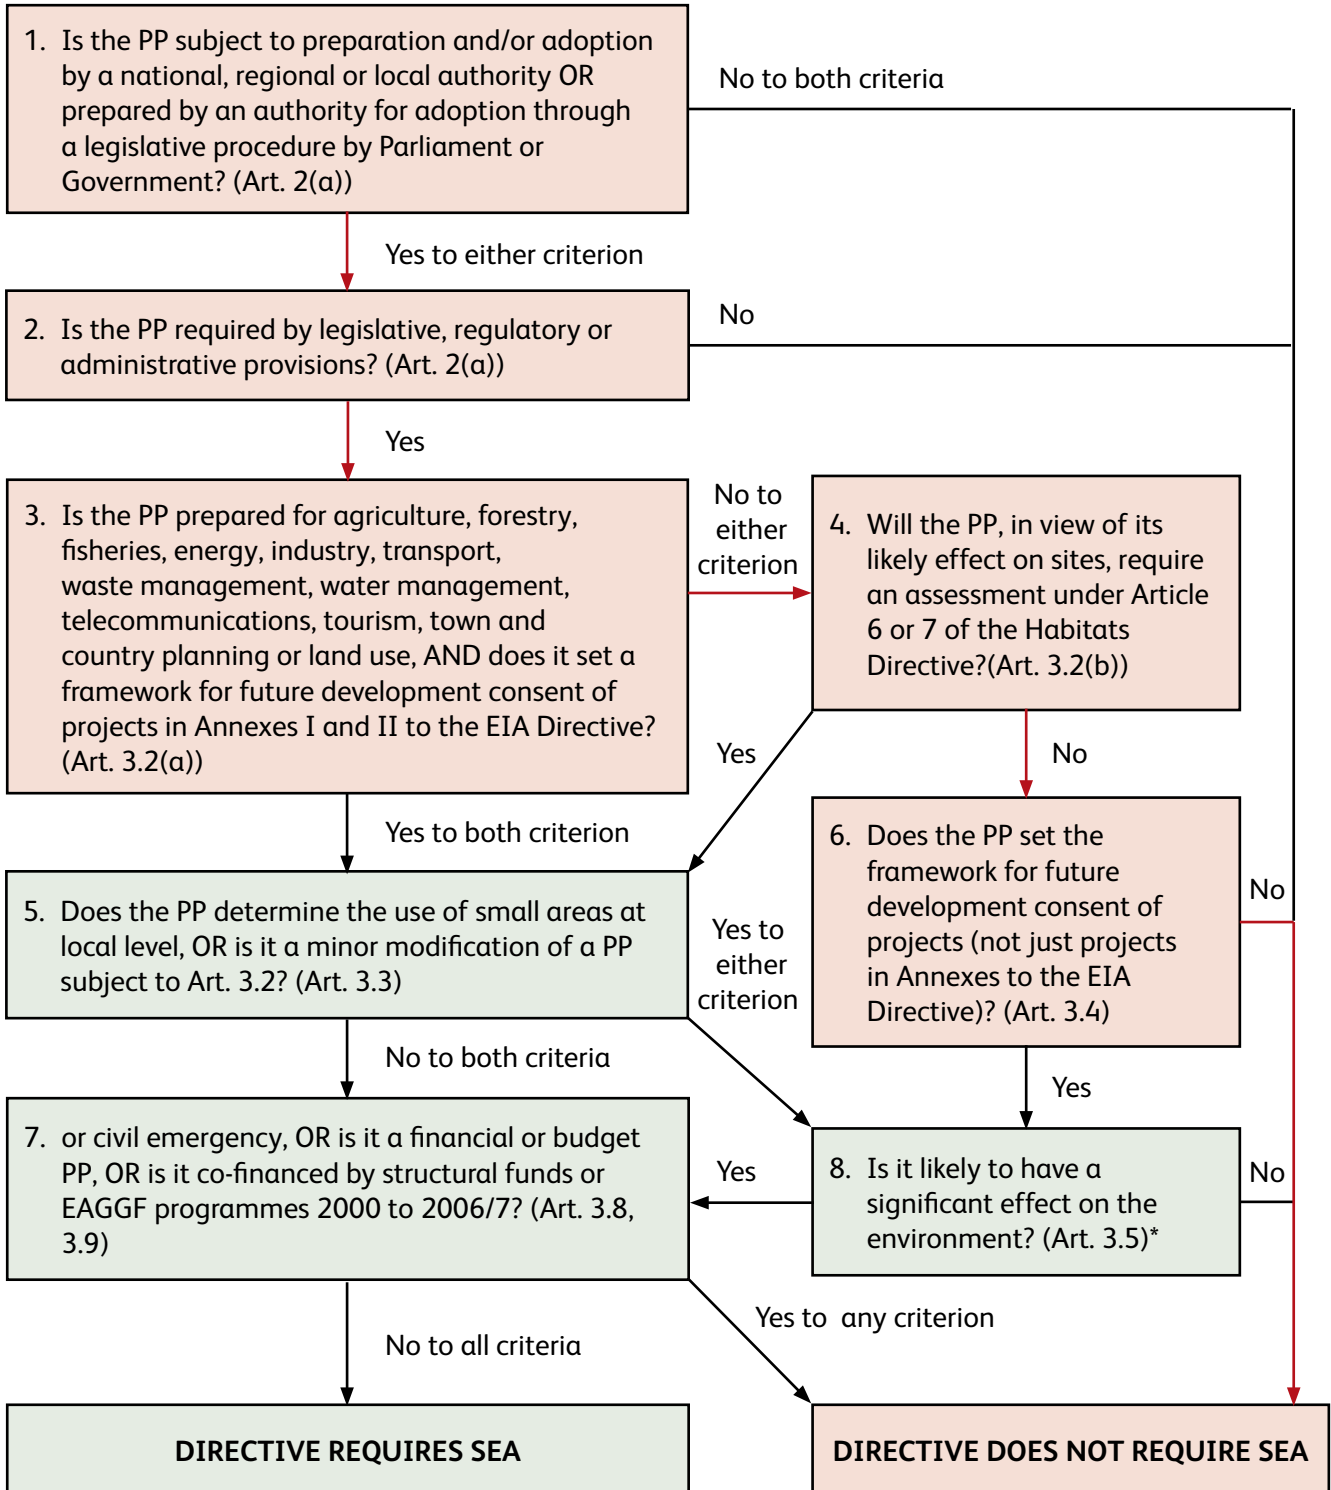 1. Is the PP subject to preparation and/or adoption
by a national, regional or local authority OR
prepared by an authority for adoption through
a legislative procedure by Parliament or
Government? (Art. 2(a))
No to both criteria
Yes to either criterion
2. Is the PP required by legislative, regulatory or
administrative provisions? (Art. 2(a))
No
Yes
3. Is the PP prepared for agriculture, forestry,
fisheries, energy, industry, transport,
waste management, water management,
telecommunications, tourism, town and
country planning or land use, AND does it set a
framework for future development consent of
projects in Annexes I and II to the EIA Directive?
(Art. 3.2(a))
No to
either
criterion
4. Will the PP, in view of its
likely effect on sites, require
an assessment under Article
6 or 7 of the Habitats
Directive?(Art. 3.2(b))
Yes
No
Yes to both criterion
5. Does the PP determine the use of small areas at
local level, OR is it a minor modification of a PP
subject to Art. 3.2? (Art. 3.3)
Yes to
either
criterion
6. Does the PP set the
framework for future
development consent of
projects (not just projects
in Annexes to the EIA
Directive)? (Art. 3.4)
No
No to both criteria
Yes
7. or civil emergency, OR is it a financial or budget
PP, OR is it co-financed by structural funds or
EAGGF programmes 2000 to 2006/7? (Art. 3.8,
3.9)
Yes
8. Is it likely to have a
significant effect on the
environment? (Art. 3.5)*
No
Yes to any criterion
No to all criteria
DIRECTIVE REQUIRES SEA
DIRECTIVE DOES NOT REQUIRE SEA